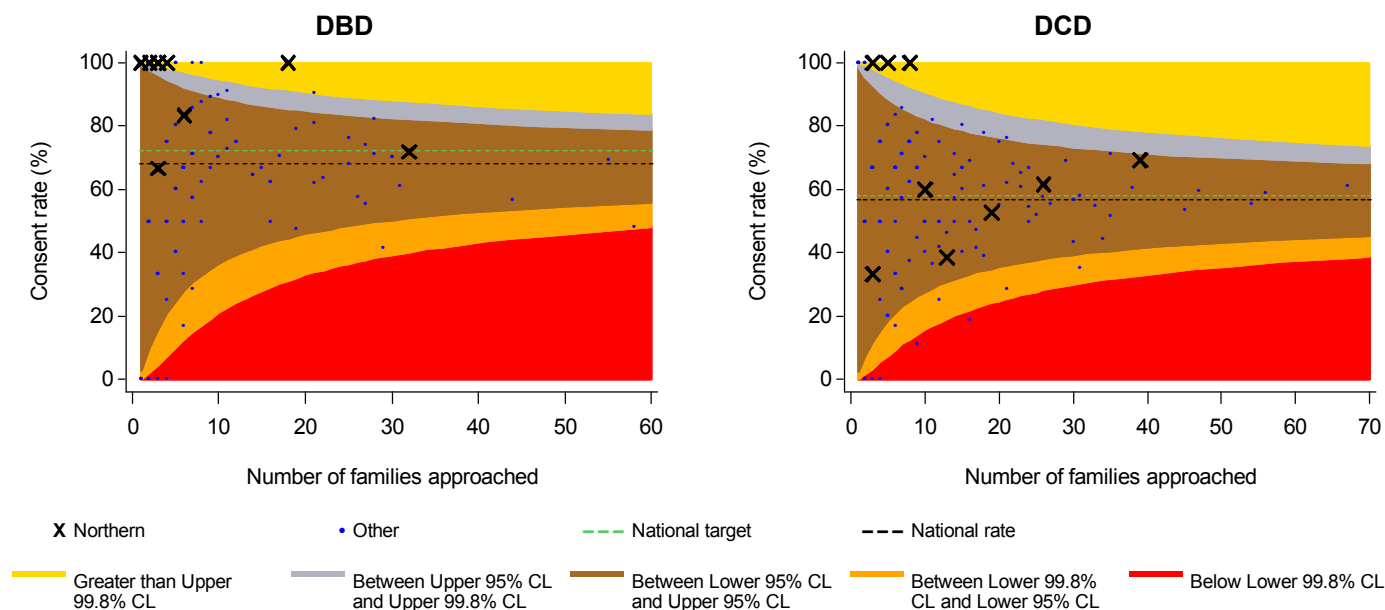 DBD
DCD
100
80
60
40
20
0
Consent rate (%)
0 10 20 30 40 50 60
Number of families approached
100
80
60
40
20
0
Consent rate (%)
0 10 20 30 40 50 60 70
Number of families approached
X Northern
Other
National target
National rate
Greater than Upper
99.8% CL
Between Upper 95% CL
and Upper 99.8% CL
Between Lower 95% CL
and Upper 95% CL
Between Lower 99.8%
CL and Lower 95% CL
Below Lower 99.8% CL